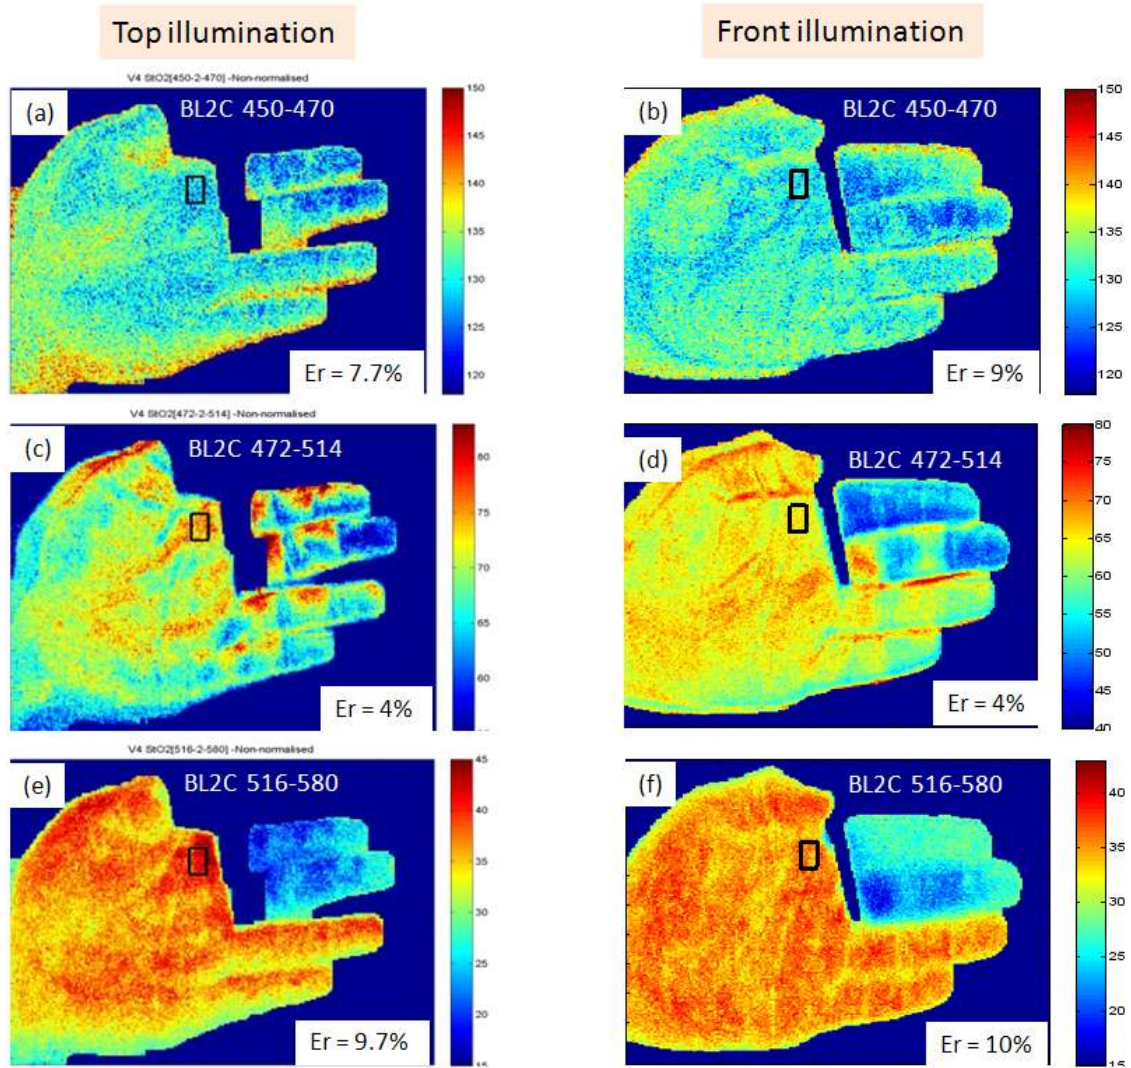 Top illumination
Front illumination
V4 StO2[450-2-470] -Non-normalised
(a)
BL2C 450-470
150
145
140
135
130
125
120
Er = 7.7%
(b)
BL2C 450-470
150
145
140
135
130
125
120
Er = 9%
V4 StO2[472-2-514] -Non-normalised
(c)
BL2C 472-514
80
75
70
65
60
Er = 4%
(d)
BL2C 472-514
80
75
70
65
60
55
50
45
40
Er = 4%
V4 StO2[516-2-580] -Non-normalised
(e)
BL2C 516-580
45
40
35
30
25
20
15
Er = 9.7%
(f)
BL2C 516-580
40
35
30
25
20
15
Er = 10%